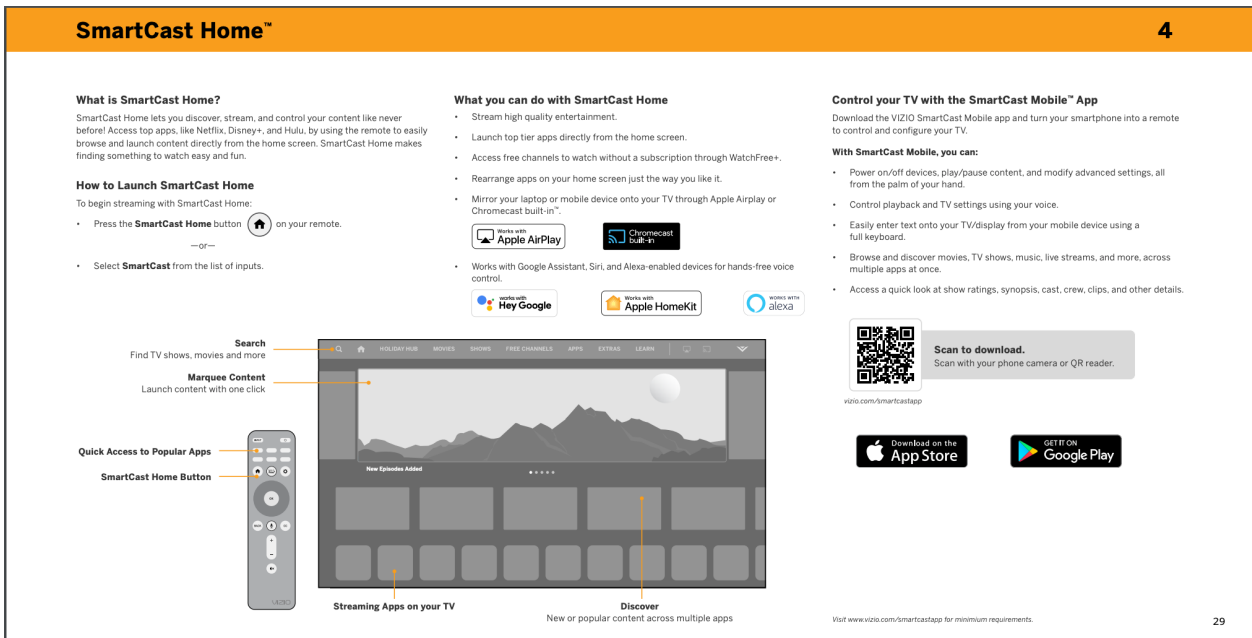 SmartCast Home™
4
What is SmartCast Home?
SmartCast Home lets you discover, stream, and control your content like never
before! Access top apps, like Netflix, Disney+, and Hulu, by using the remote to easily
browse and launch content directly from the home screen. SmartCast Home makes
finding something to watch easy and fun.
How to Launch SmartCast Home
To begin streaming with SmartCast Home:
• Press the SmartCast Home button on your remote.
—or—
• Select SmartCast from the list of inputs.
What you can do with SmartCast Home
• Stream high quality entertainment.
• Launch top tier apps directly from the home screen.
• Access free channels to watch without a subscription through WatchFree+.
• Rearrange apps on your home screen just the way you like it.
• Mirror your laptop or mobile device onto your TV through Apple Airplay or
Chromecast built-in™.
Works with
Apple AirPlay
Chromecast
built-in
• Works with Google Assistant, Siri, and Alexa-enabled devices for hands-free voice
control.
works with
Hey Google
Works with
Apple HomeKit
WORKS WITH
alexa
Control your TV with the SmartCast Mobile™ App
Download the VIZIO SmartCast Mobile app and turn your smartphone into a remote
to control and configure your TV.
With SmartCast Mobile, you can:
• Power on/off devices, play/pause content, and modify advanced settings, all
from the palm of your hand.
• Control playback and TV settings using your voice.
• Easily enter text onto your TV/display from your mobile device using a
full keyboard.
• Browse and discover movies, TV shows, music, live streams, and more, across
multiple apps at once.
• Access a quick look at show ratings, synopsis, cast, crew, clips, and other details.
Scan to download.
Scan with your phone camera or QR reader.
vizio.com/smartcastapp
Download on the
App Store
GET IT ON
Google Play
Search
Find TV shows, movies and more
Marquee Content
Launch content with one click
Quick Access to Popular Apps
SmartCast Home Button
HOLIDAY HUB MOVIES SHOWS FREE CHANNELS APPS EXTRAS LEARN
New Episodes Added
OK
VIZIO
Streaming Apps on your TV
Discover
New or popular content across multiple apps
Visit www.vizio.com/smartcastapp for minimum requirements.
29